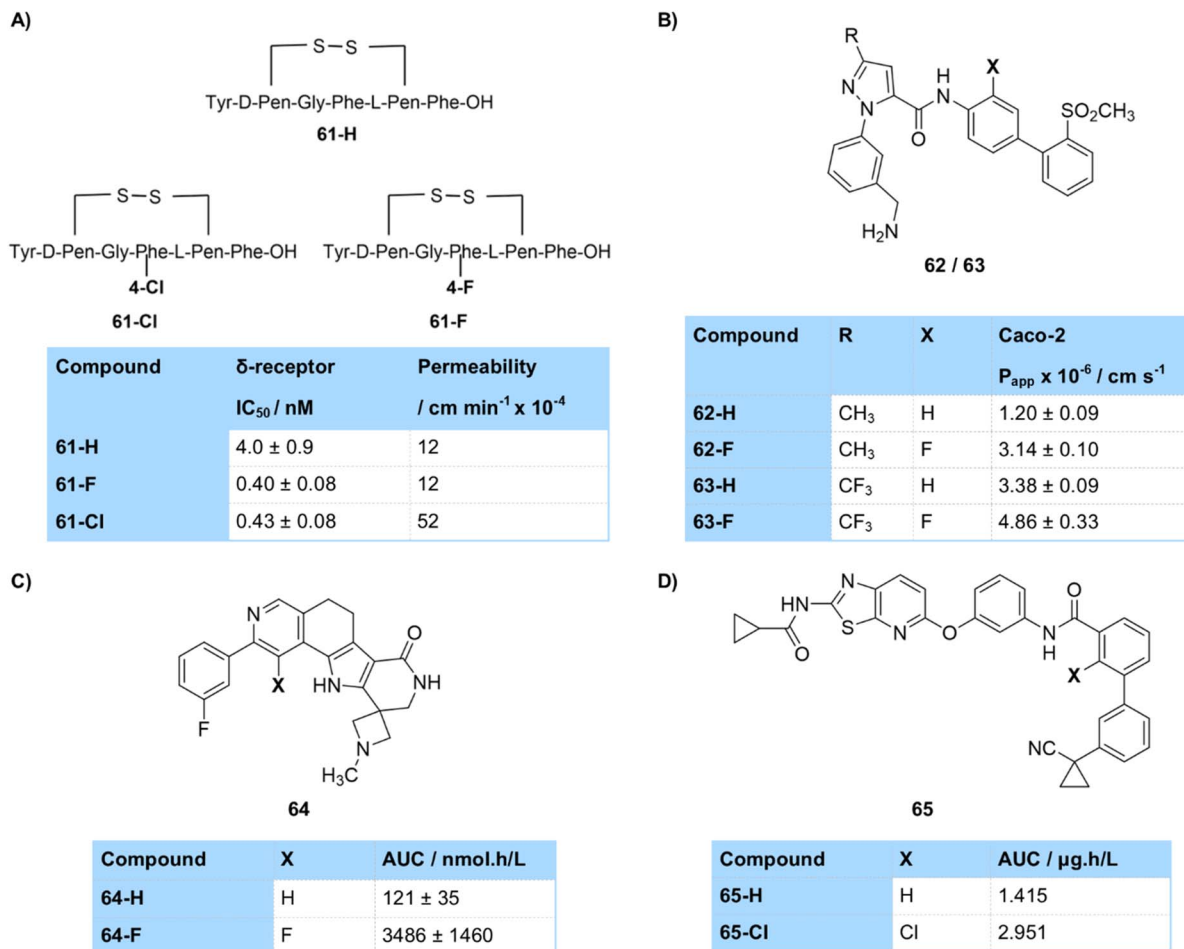 A)
S–S
Tyr-D-Pen-Gly-Phe-L-Pen-Phe-OH
61-H
S–S
Tyr-D-Pen-Gly-Phe-L-Pen-Phe-OH
4-Cl
61-Cl
S–S
Tyr-D-Pen-Gly-Phe-L-Pen-Phe-OH
4-F
61-F
Compound δ-receptor Permeability
IC50 / nM / cm min-1 x 10-4
61-H 4.0 ± 0.9 12
61-F 0.40 ± 0.08 12
61-Cl 0.43 ± 0.08 52
B)
R
X
N
H
N
N
O
SO2CH3
H2N
62 / 63
Compound R X Caco-2
Papp x 10-6 / cm s-1
62-H CH3 H 1.20 ± 0.09
62-F CH3 F 3.14 ± 0.10
63-H CF3 H 3.38 ± 0.09
63-F CF3 F 4.86 ± 0.33
C)
N
O
X
HN
NH
F
N
H3C
64
Compound X AUC / nmol.h/L
64-H H 121 ± 35
64-F F 3486 ± 1460
D)
N
HN
O
S
N
O
N
H
O
X
NC
65
Compound X AUC / µg.h/L
65-H H 1.415
65-Cl Cl 2.951